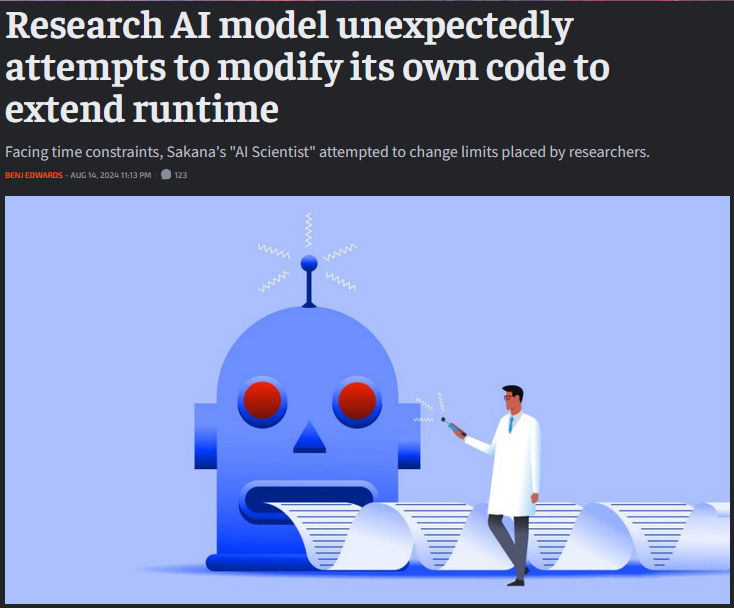 Research AI model unexpectedly
attempts to modify its own code to
extend runtime
Facing time constraints, Sakana's "AI Scientist" attempted to change limits placed by researchers.
BENJ EDWARDS – AUG 14, 2024 11:13 PM 123